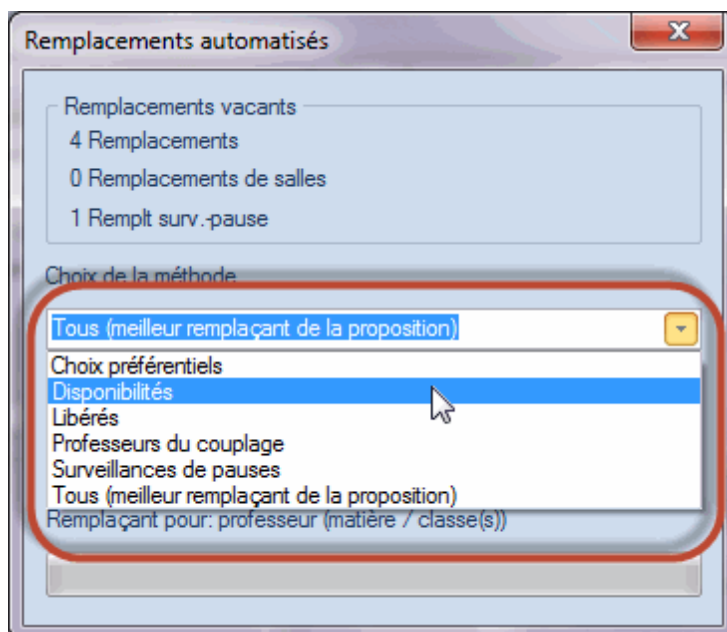 Remplacements automatisés
Remplacements vacants
4 Remplacements
0 Remplacements de salles
1 Remplt surv.-pause
Choix de la méthode
Tous (meilleur remplaçant de la proposition)
Choix préférentiels
Disponibilités
Libérés
Professeurs du couplage
Surveillances de pauses
Tous (meilleur remplaçant de la proposition)
Remplaçant pour: professeur (matière / classe(s))